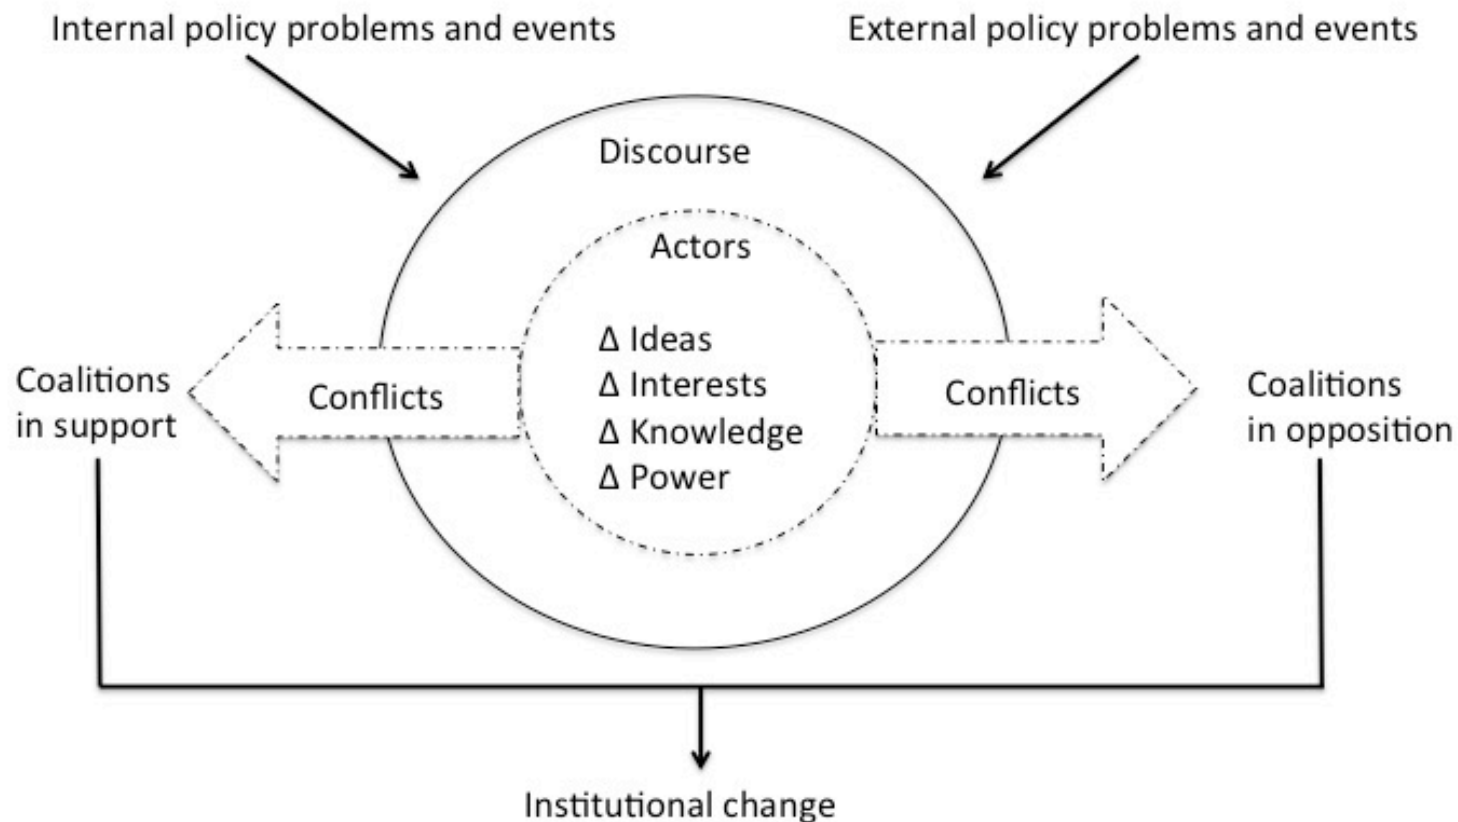 Internal policy problems and events
External policy problems and events
Discourse
Actors
Δ Ideas
Δ Interests
Δ Knowledge
Δ Power
Coalitions
in support
Conflicts
Conflicts
Coalitions
in opposition
Institutional change